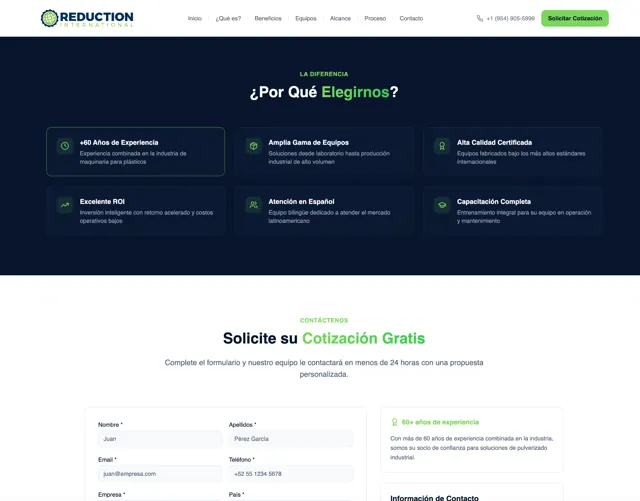 REDUCTION
INTERNATIONAL
Inicio
¿Qué es?
Beneficios
Equipos
Alcance
Proceso
Contacto
+1 (954) 905-5999
Solicitar Cotización
LA DIFERENCIA
¿Por Qué Elegirnos?
+60 Años de Experiencia
Experiencia combinada en la industria de
maquinaria para plásticos
Amplia Gama de Equipos
Soluciones desde laboratorio hasta producción
industrial de alto volumen
Alta Calidad Certificada
Equipos fabricados bajo los más altos estándares
internacionales
Excelente ROI
Inversión inteligente con retorno acelerado y costos
operativos bajos
Atención en Español
Equipo bilingüe dedicado a atender el mercado
latinoamericano
Capacitación Completa
Entrenamiento integral para su equipo en operación
y mantenimiento
CONTÁCTENOS
Solicite su Cotización Gratis
Complete el formulario y nuestro equipo le contactará en menos de 24 horas con una propuesta
personalizada.
Nombre *
Apellidos *
Juan
Pérez García
Email *
Teléfono *
juan@empresa.com
+52 55 1234 5678
Empresa *
País *
60+ años de experiencia
Con más de 60 años de experiencia combinada en la industria,
somos su socio de confianza para soluciones de pulverizado
industrial.
Información de Contacto